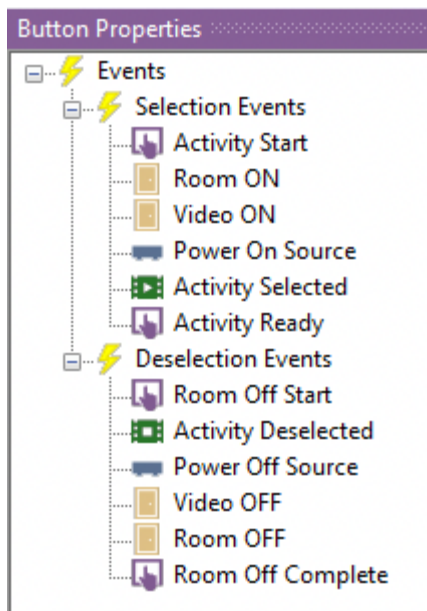 Button Properties
Events
Selection Events
Activity Start
Room ON
Video ON
Power On Source
Activity Selected
Activity Ready
Deselection Events
Room Off Start
Activity Deselected
Power Off Source
Video OFF
Room OFF
Room Off Complete